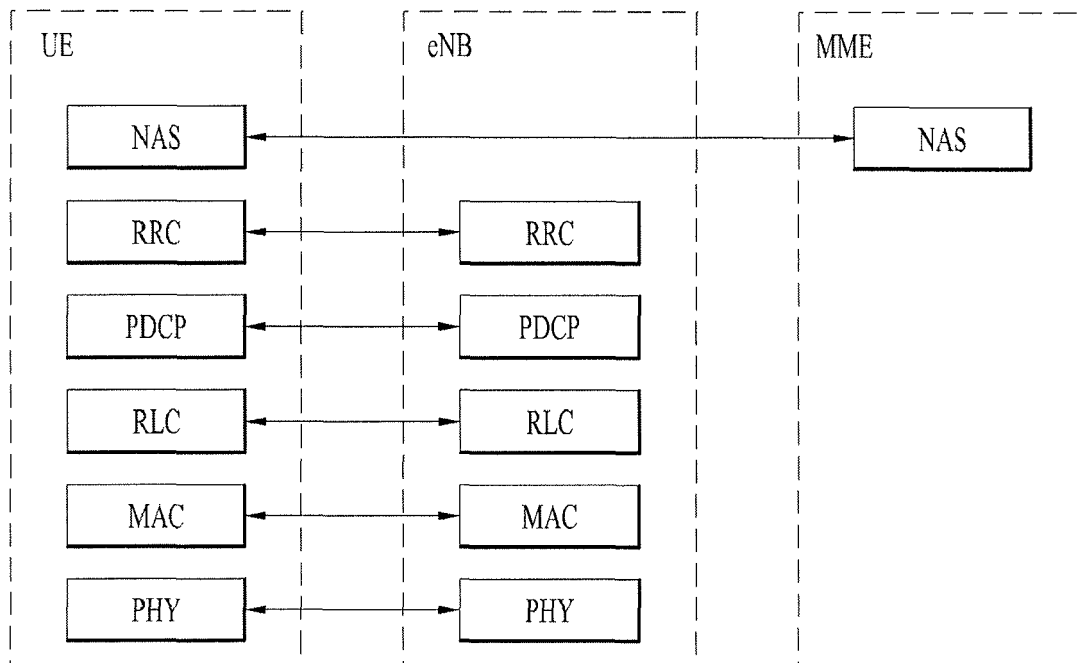 UE eNB MME
NAS NAS
RRC RRC
PDCP PDCP
RLC RLC
MAC MAC
PHY PHY